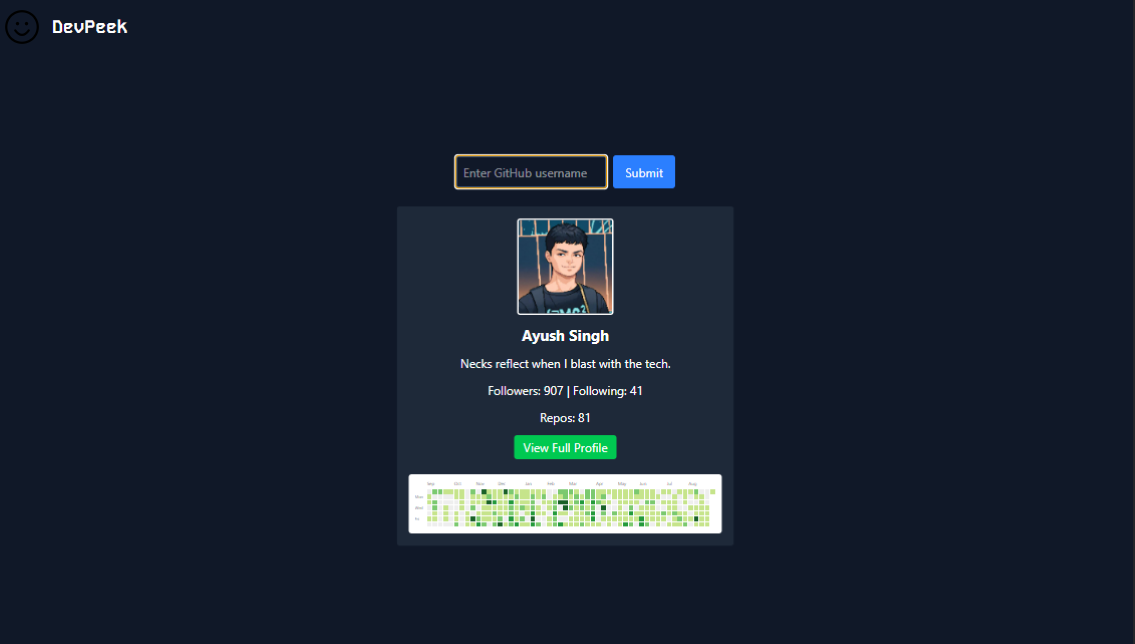 DevPeek
Enter GitHub username
Submit
Ayush Singh
Necks reflect when I blast with the tech.
Followers: 907 | Following: 41
Repos: 81
View Full Profile
Sep Oct Nov Dec Jan Feb Mar Apr May Jun Jul Aug
Mon
Wed
Fri